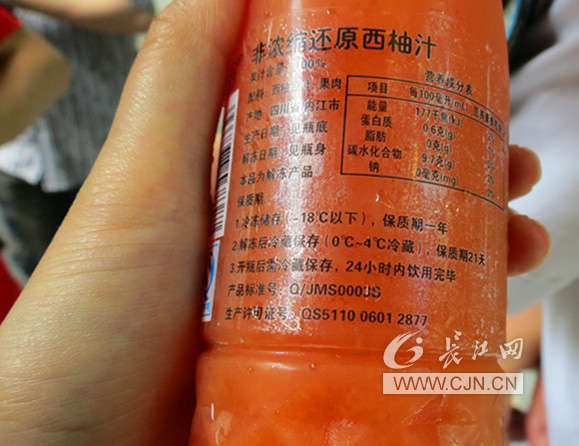 非浓缩还原西柚汁
果汁含量：100%
配料：西柚汁、果肉
产地：四川省内江市
生产日期：见瓶底
解冻日期：见瓶身
本品为解冻产品
保质期
1.冷冻储存（-18℃以下），保质期一年
2.解冻后冷藏保存（0℃~4℃冷藏），保质期21天
3.开瓶后需冷藏保存，24小时内饮用完毕
产品标准号：Q/JMS0003S
生产许可证号：QS5110 0601 2877
营养成分表
项目 每100毫升(mL)
能量 177千焦(kJ)
蛋白质 0.6克(g)
脂肪 0克(g)
碳水化合物 9.7克(g)
钠 0毫克(mg)
长江网
WWW.CJN.CN